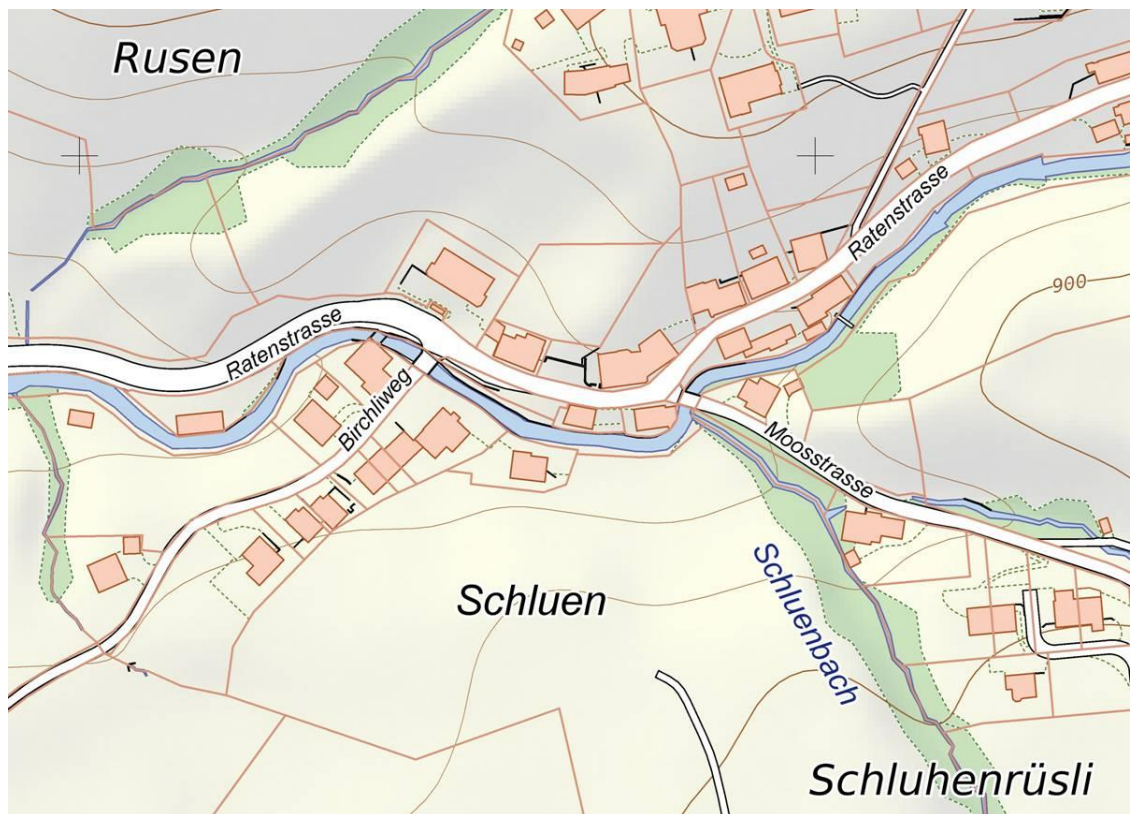 Rusen
Ratenstrasse
900
Ratenstrasse
Birchliweg
Moosstrasse
Schluen
Schluenbach
Schluhenrüsli